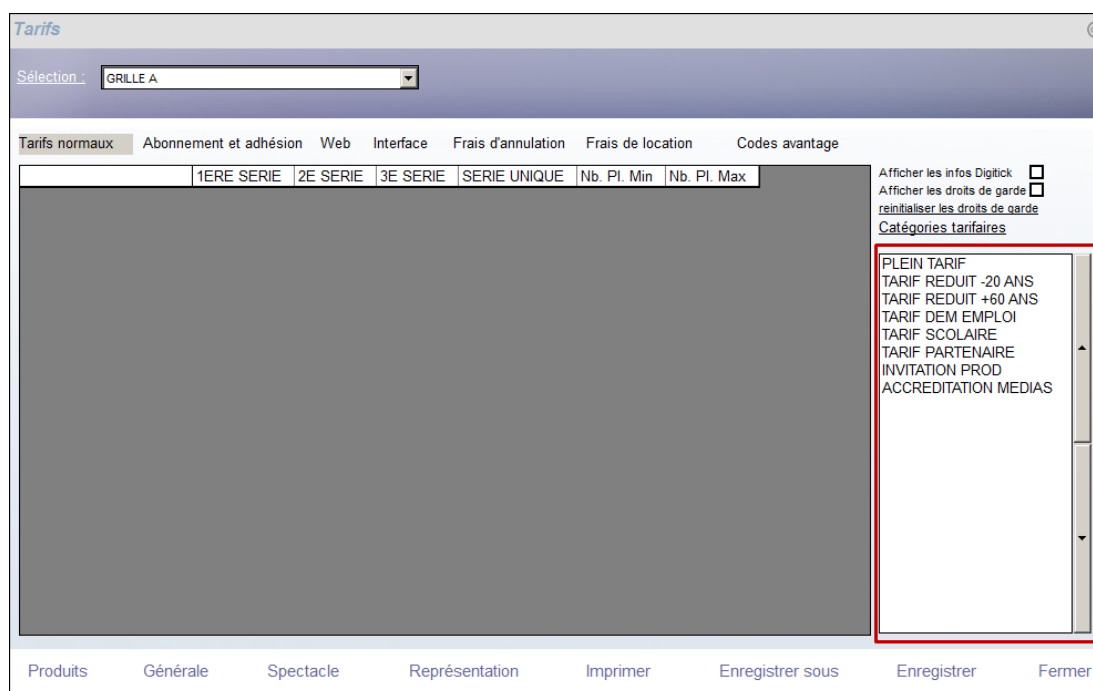 Tarifs
Sélection : GRILLE A
Tarifs normaux Abonnement et adhésion Web Interface Frais d'annulation Frais de location Codes avantage
1ERE SERIE 2E SERIE 3E SERIE SERIE UNIQUE Nb. Pl. Min Nb. Pl. Max
Afficher les infos Digitick
Afficher les droits de garde
reinitialiser les droits de garde
Catégories tarifaires
PLEIN TARIF
TARIF REDUIT -20 ANS
TARIF REDUIT +60 ANS
TARIF DEM EMPLOI
TARIF SCOLAIRE
TARIF PARTENAIRE
INVITATION PROD
ACCREDITATION MEDIAS
Produits Générale Spectacle Représentation Imprimer Enregistrer sous Enregistrer Fermer